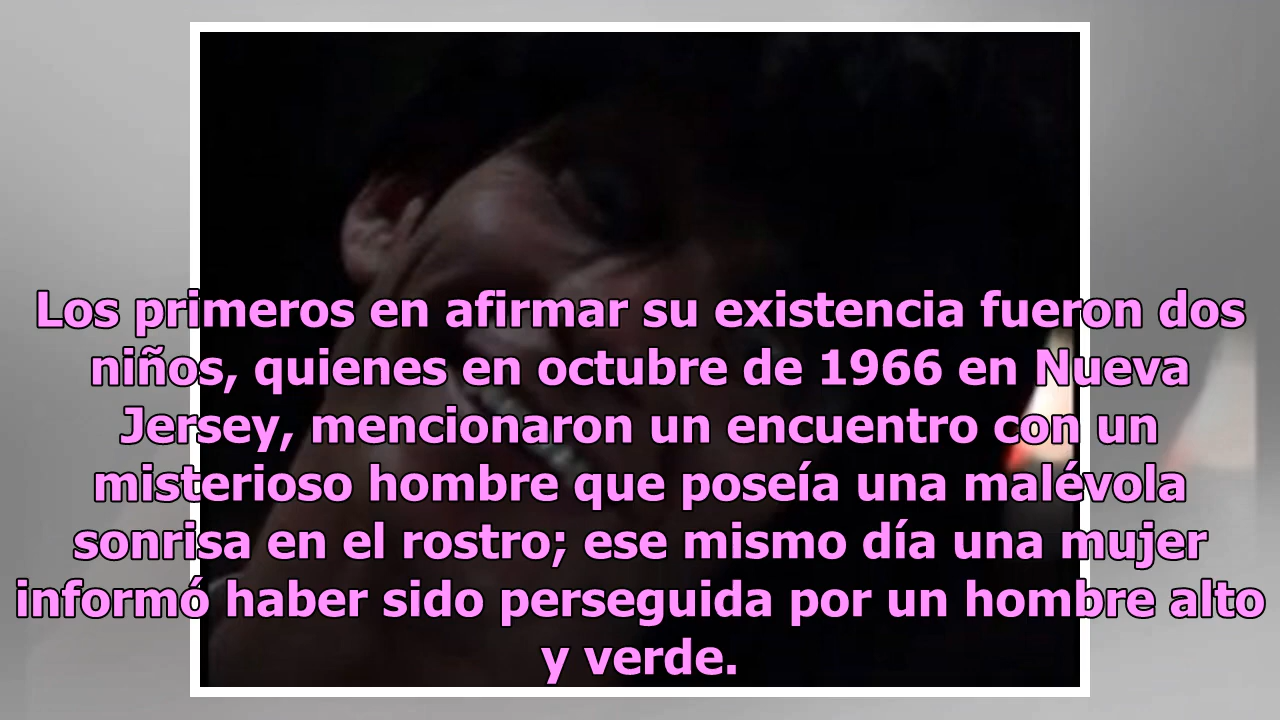 Los primeros en afirmar su existencia fueron dos
niños, quienes en octubre de 1966 en Nueva
Jersey, mencionaron un encuentro con un
misterioso hombre que poseía una malévola
sonrisa en el rostro; ese mismo día una mujer
informó haber sido perseguida por un hombre alto
y verde.